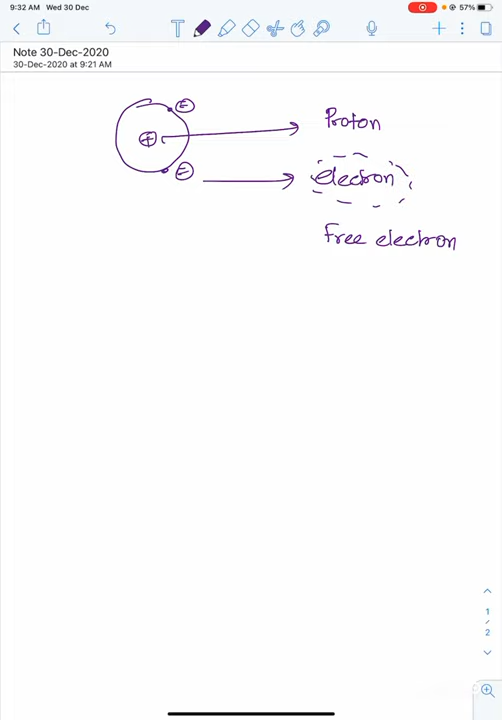 9:32 AM Wed 30 Dec
57%
Note 30-Dec-2020
30-Dec-2020 at 9:21 AM
Proton
electron
Free electron
1
/
2